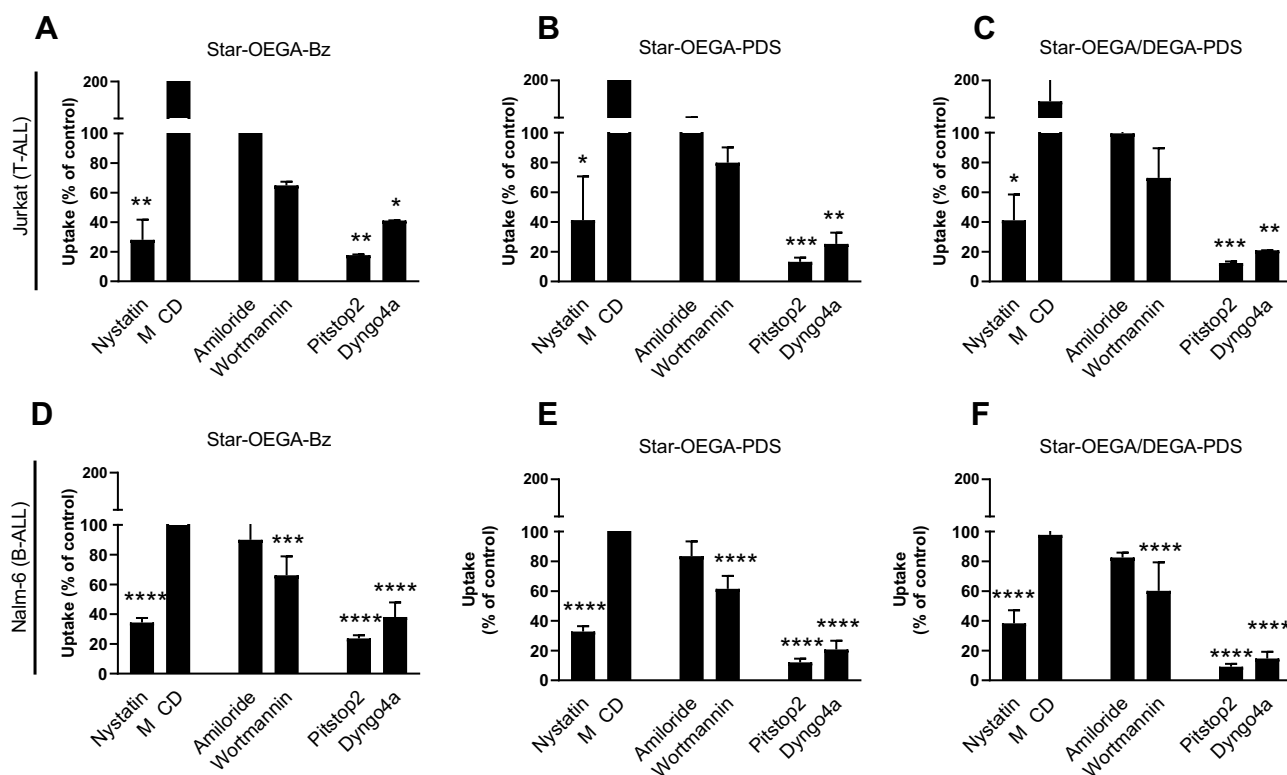 A
Star-OEGA-Bz
Jurkat (T-ALL)
Uptake (% of control)
200
100
80
60
40
20
0
**
**
*
Nystatin
M CD
Amiloride
Wortmannin
Pitstop2
Dyngo4a
B
Star-OEGA-PDS
Uptake (% of control)
200
100
80
60
40
20
0
*
***
**
Nystatin
M CD
Amiloride
Wortmannin
Pitstop2
Dyngo4a
C
Star-OEGA/DEGA-PDS
Uptake (% of control)
200
100
80
60
40
20
0
*
***
**
Nystatin
M CD
Amiloride
Wortmannin
Pitstop2
Dyngo4a
D
Star-OEGA-Bz
Nalm-6 (B-ALL)
Uptake (% of control)
200
100
80
60
40
20
0
****
***
****
****
Nystatin
M CD
Amiloride
Wortmannin
Pitstop2
Dyngo4a
E
Star-OEGA-PDS
Uptake
(% of control)
200
100
80
60
40
20
0
****
****
****
****
Nystatin
M CD
Amiloride
Wortmannin
Pitstop2
Dyngo4a
F
Star-OEGA/DEGA-PDS
Uptake
(% of control)
200
100
80
60
40
20
0
****
****
****
****
Nystatin
M CD
Amiloride
Wortmannin
Pitstop2
Dyngo4a